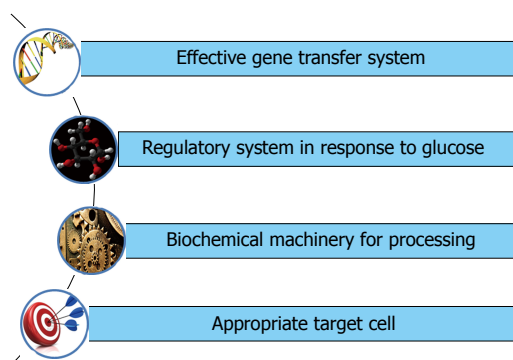 Effective gene transfer system
Regulatory system in response to glucose
Biochemical machinery for processing
Appropriate target cell